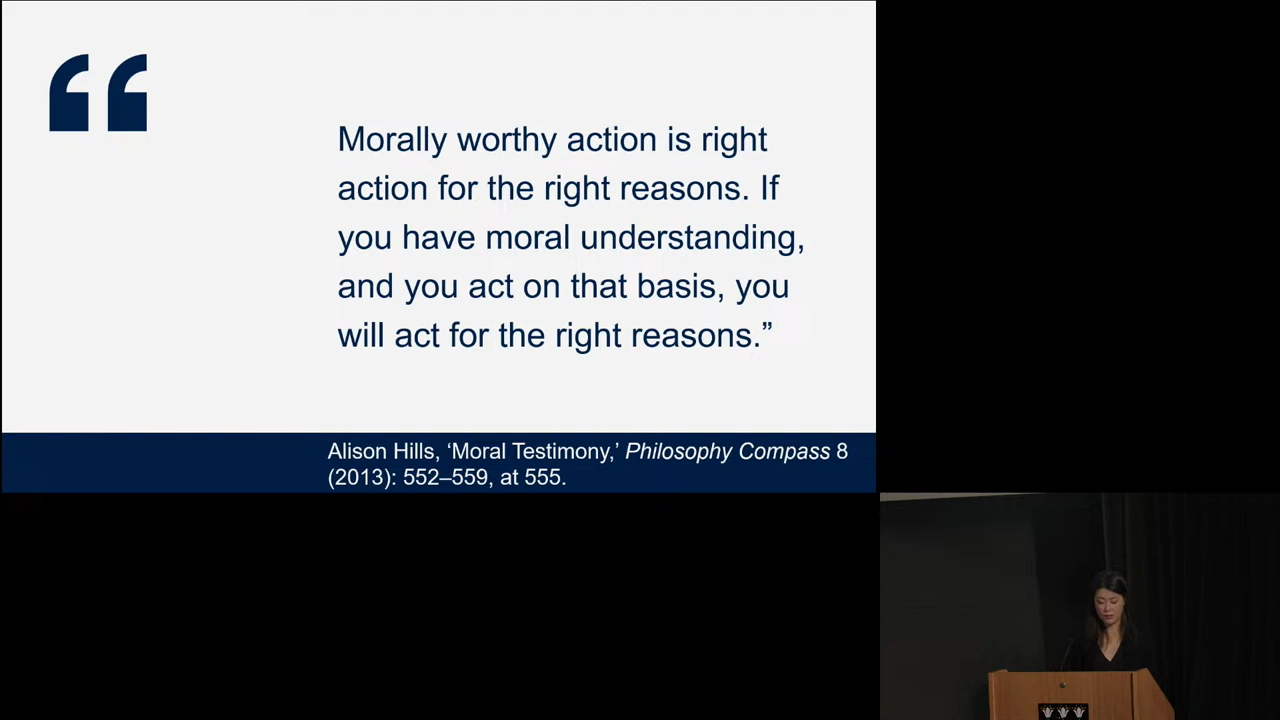 “
Morally worthy action is right
action for the right reasons. If
you have moral understanding,
and you act on that basis, you
will act for the right reasons.”
Alison Hills, ‘Moral Testimony,’ Philosophy Compass 8
(2013): 552–559, at 555.